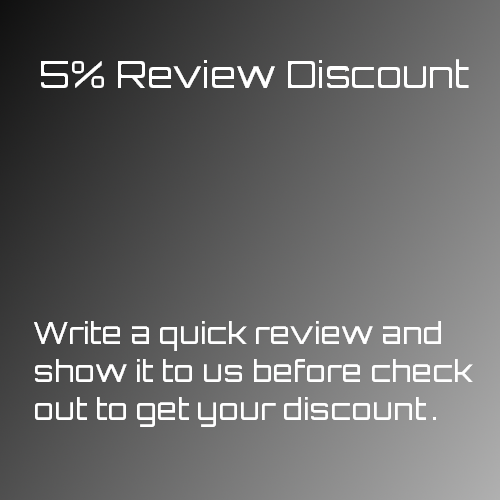 5% Review Discount
Write a quick review and
show it to us before check
out to get your discount.